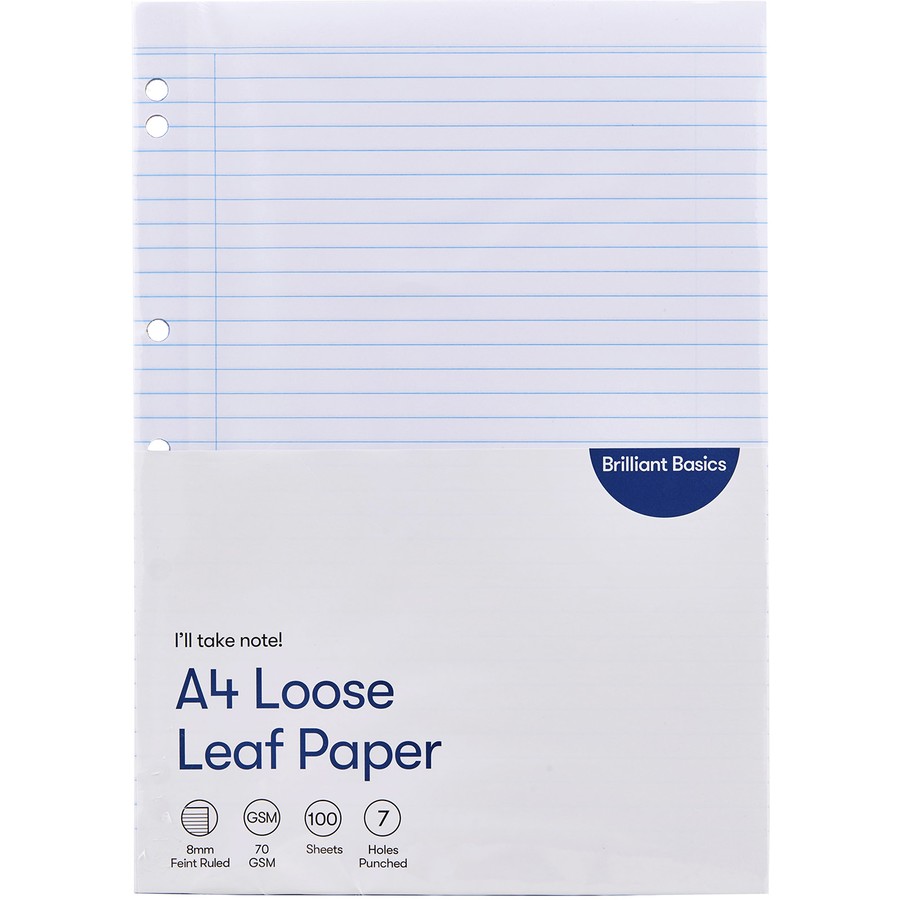 Brilliant Basics
I'll take note!
A4 Loose
Leaf Paper
GSM
100
7
8mm
Feint Ruled
70
GSM
Sheets
Holes
Punched